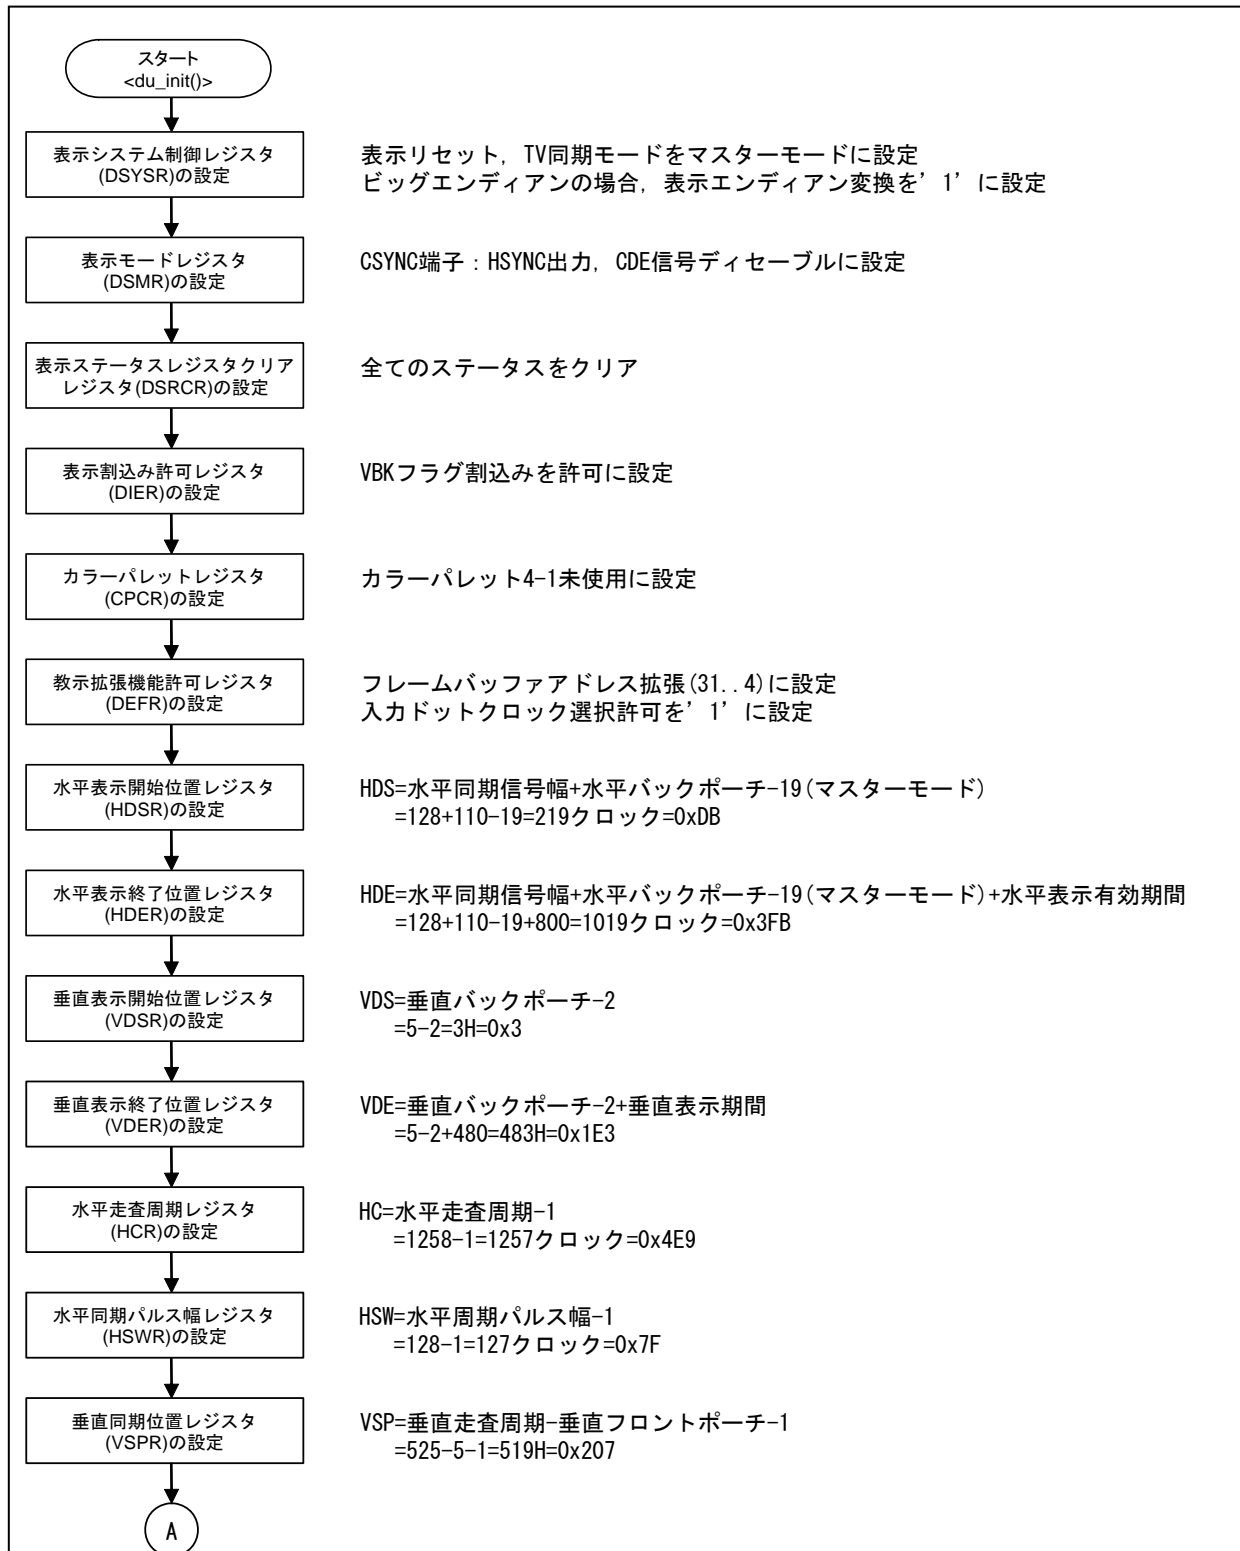 スタート
<du_init()>
表示システム制御レジスタ
(DSYSR)の設定
表示リセット，TV同期モードをマスターモードに設定
ビッグエンディアンの場合，表示エンディアン変換を’1’に設定
表示モードレジスタ
(DSMR)の設定
CSYNC端子：HSYNC出力，CDE信号ディセーブルに設定
表示ステータスレジスタクリア
レジスタ(DSRCR)の設定
全てのステータスをクリア
表示割込み許可レジスタ
(DIER)の設定
VBKフラグ割込みを許可に設定
カラーパレットレジスタ
(CPCR)の設定
カラーパレット4-1未使用に設定
教示拡張機能許可レジスタ
(DEFR)の設定
フレームバッファアドレス拡張(31..4)に設定
入力ドットクロック選択許可を’1’に設定
水平表示開始位置レジスタ
(HDSR)の設定
HDS=水平同期信号幅+水平バックポーチ-19(マスターモード)
=128+110-19=219クロック=0xDB
水平表示終了位置レジスタ
(HDER)の設定
HDE=水平同期信号幅+水平バックポーチ-19(マスターモード)+水平表示有効期間
=128+110-19+800=1019クロック=0x3FB
垂直表示開始位置レジスタ
(VDSR)の設定
VDS=垂直バックポーチ-2
=5-2=3H=0x3
垂直表示終了位置レジスタ
(VDER)の設定
VDE=垂直バックポーチ-2+垂直表示期間
=5-2+480=483H=0x1E3
水平走査周期レジスタ
(HCR)の設定
HC=水平走査周期-1
=1258-1=1257クロック=0x4E9
水平同期パルス幅レジスタ
(HSWR)の設定
HSW=水平周期パルス幅-1
=128-1=127クロック=0x7F
垂直同期位置レジスタ
(VSPR)の設定
VSP=垂直走査周期-垂直フロントポーチ-1
=525-5-1=519H=0x207
A